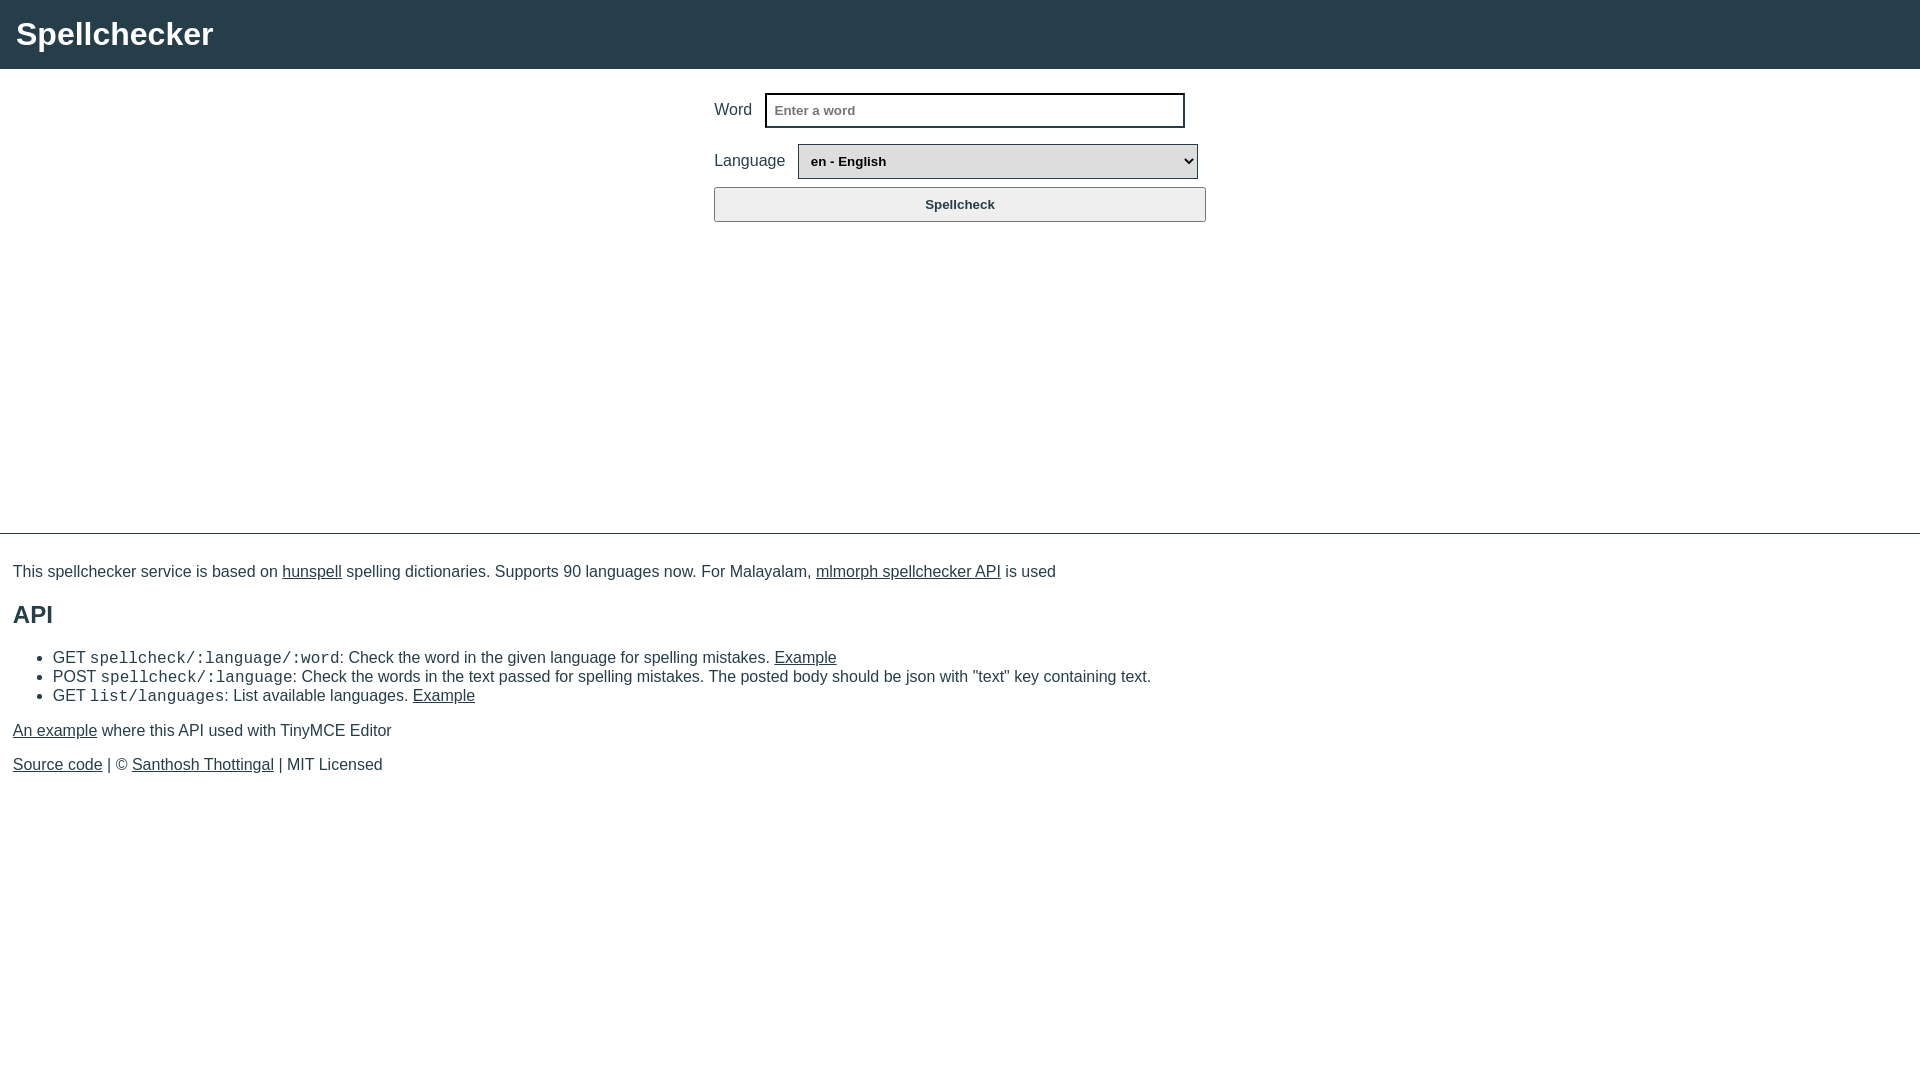 Spellchecker
Word
Enter a word
Language
en - English
Spellcheck
This spellchecker service is based on hunspell spelling dictionaries. Supports 90 languages now. For Malayalam, mlmorph spellchecker API is used
API
• GET spellcheck/:language/:word: Check the word in the given language for spelling mistakes. Example
• POST spellcheck/:language: Check the words in the text passed for spelling mistakes. The posted body should be json with "text" key containing text.
• GET list/languages: List available languages. Example
An example where this API used with TinyMCE Editor
Source code | © Santhosh Thottingal | MIT Licensed